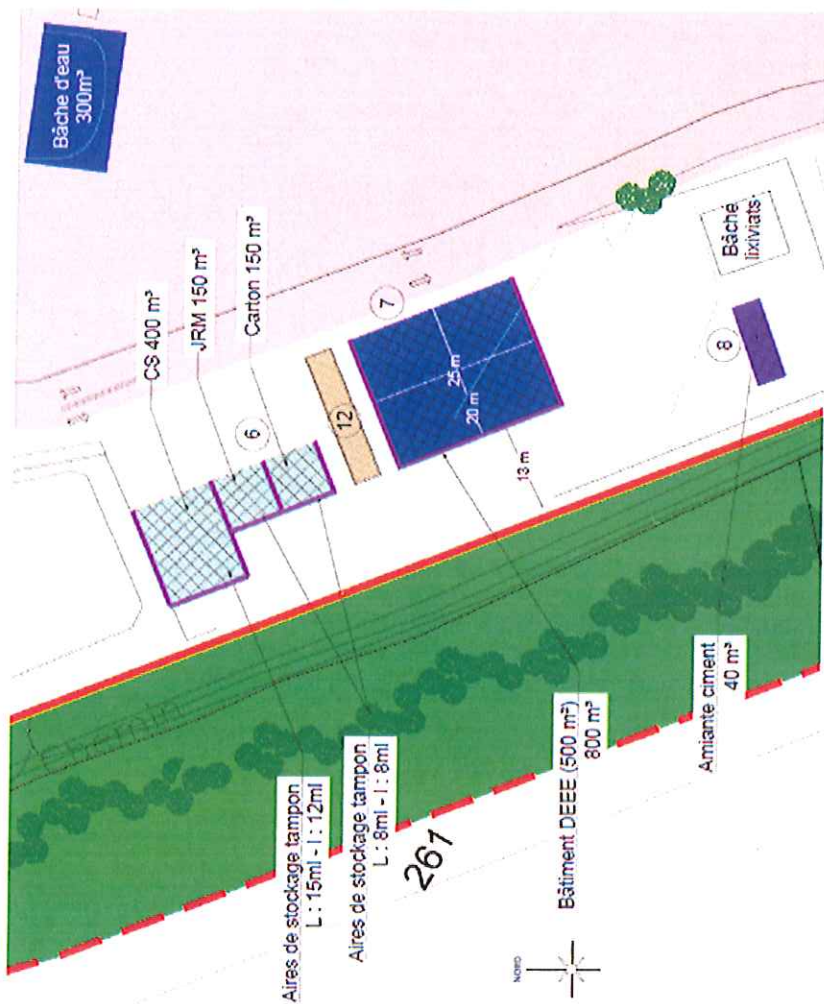 Bâche d'eau
300m³
CS 400 m³
JRM 150 m³
Carton 150 m³
6
12
7
25 m
20 m
13 m
8
Bâche
lixiviats
Aires de stockage tampon
L : 15ml - l : 12ml
Aires de stockage tampon
L : 8ml - l : 8ml
261
Bâtiment DEEE (500 m²)
800 m³
Amiante ciment
40 m³
NORD